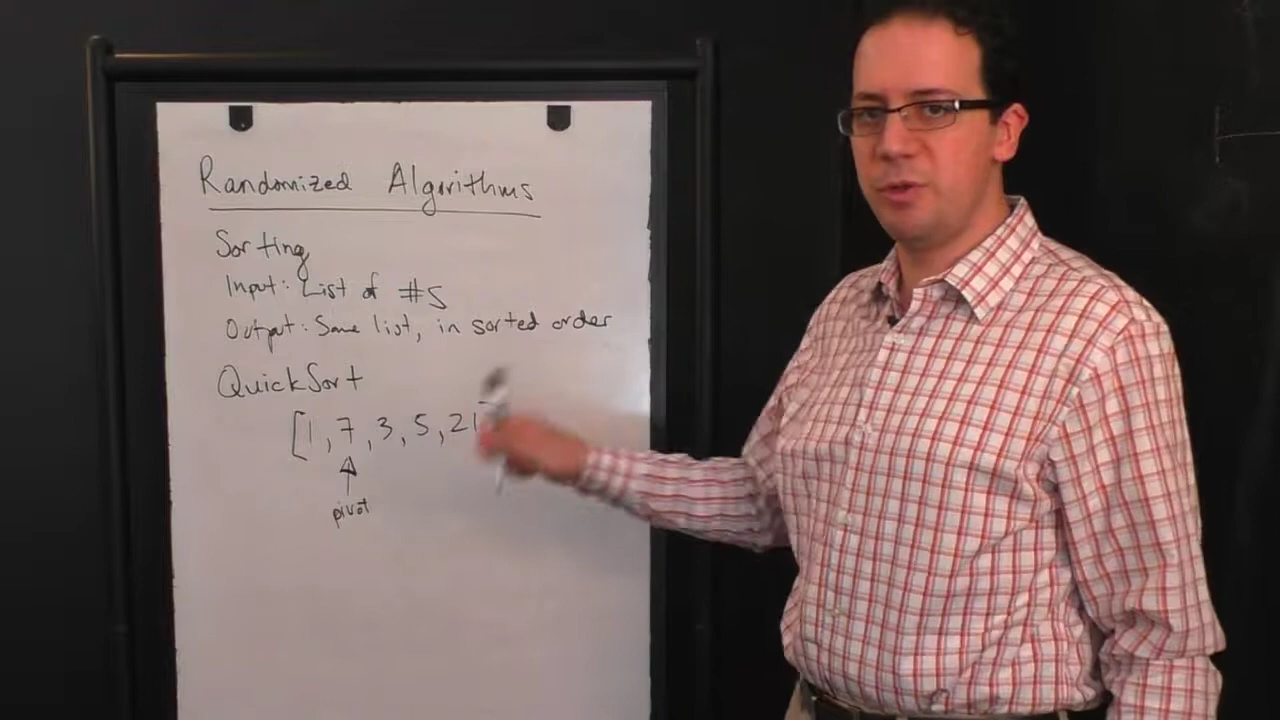 Randomized Algorithms
Sorting
Input: List of #s
Output: Same list, in sorted order
QuickSort
[1, 7, 3, 5, 21
pivot